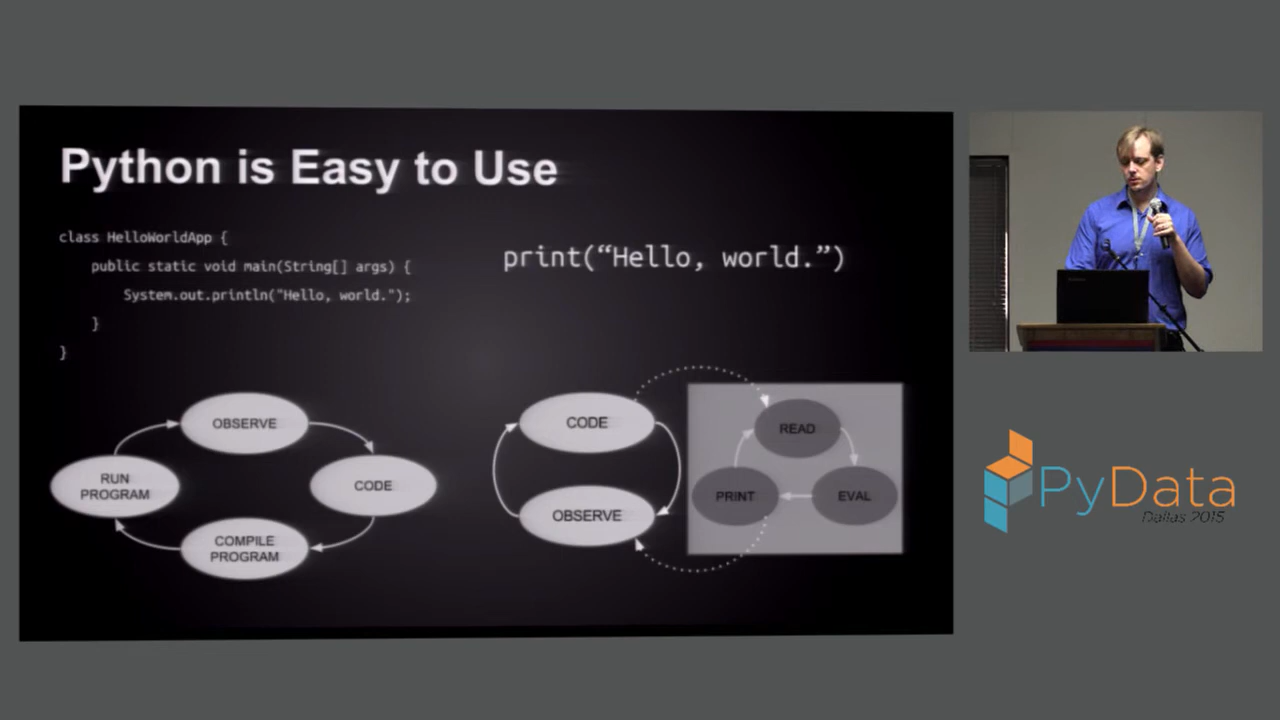 Python is Easy to Use
class HelloWorldApp {
public static void main(String[] args) {
System.out.println("Hello, world.");
}
}
print(“Hello, world.”)
OBSERVE
RUN
PROGRAM
CODE
COMPILE
PROGRAM
CODE
OBSERVE
READ
PRINT
EVAL
PyData
Dallas 2015